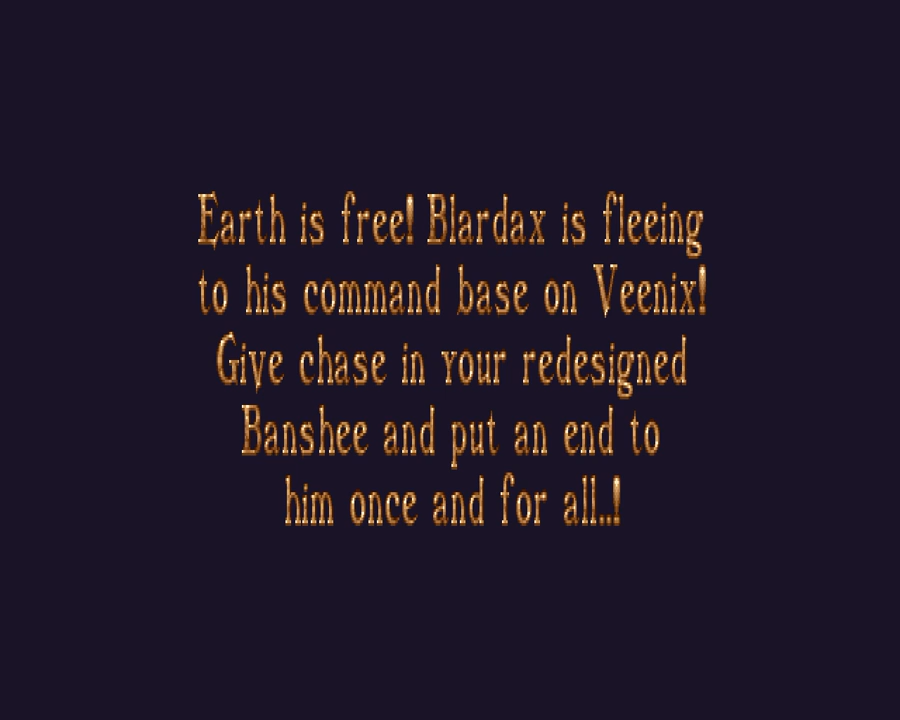 Earth is free! Blardax is fleeing
to his command base on Veenix!
Give chase in your redesigned
Banshee and put an end to
him once and for all..!